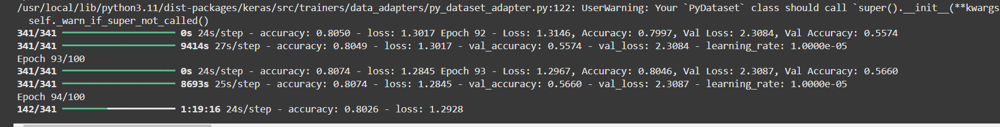 /usr/local/lib/python3.11/dist-packages/keras/src/trainers/data_adapters/py_dataset_adapter.py:122: UserWarning: Your `PyDataset` class should call `super().__init__(**kwargs
self._warn_if_super_not_called()
341/341 0s 24s/step - accuracy: 0.8050 - loss: 1.3017 Epoch 92 - Loss: 1.3146, Accuracy: 0.7997, Val Loss: 2.3084, Val Accuracy: 0.5574
341/341 9414s 27s/step - accuracy: 0.8049 - loss: 1.3017 - val_accuracy: 0.5574 - val_loss: 2.3084 - learning_rate: 1.0000e-05
Epoch 93/100
341/341 0s 24s/step - accuracy: 0.8074 - loss: 1.2845 Epoch 93 - Loss: 1.2967, Accuracy: 0.8046, Val Loss: 2.3087, Val Accuracy: 0.5660
341/341 8693s 25s/step - accuracy: 0.8074 - loss: 1.2845 - val_accuracy: 0.5660 - val_loss: 2.3087 - learning_rate: 1.0000e-05
Epoch 94/100
142/341 1:19:16 24s/step - accuracy: 0.8026 - loss: 1.2928